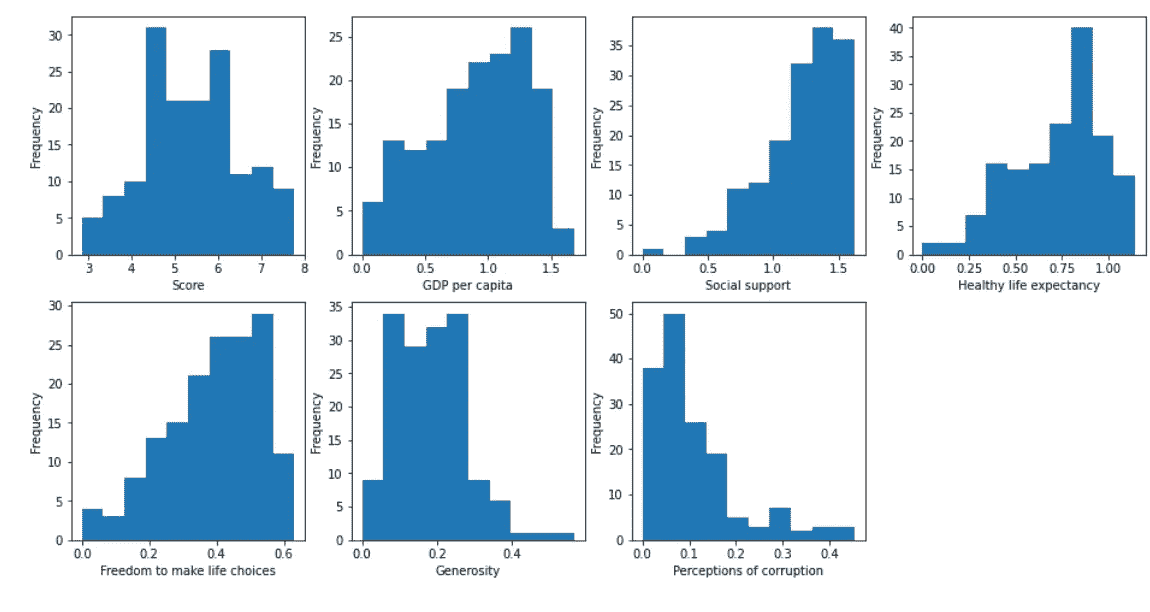 Frequency
30
25
20
15
10
5
0
3 4 5 6 7 8
Score
Frequency
25
20
15
10
5
0
0.0 0.5 1.0 1.5
GDP per capita
Frequency
35
30
25
20
15
10
5
0
0.0 0.5 1.0 1.5
Social support
Frequency
40
35
30
25
20
15
10
5
0
0.00 0.25 0.50 0.75 1.00
Healthy life expectancy
Frequency
30
25
20
15
10
5
0
0.0 0.2 0.4 0.6
Freedom to make life choices
Frequency
35
30
25
20
15
10
5
0
0.0 0.2 0.4
Generosity
Frequency
50
40
30
20
10
0
0.0 0.1 0.2 0.3 0.4
Perceptions of corruption